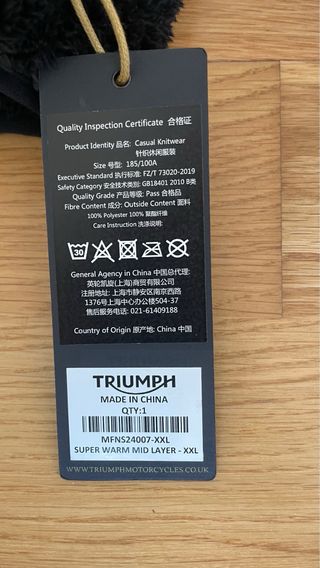 Quality Inspection Certificate 合格证
Product Identity 品名: Casual Knitwear
针织休闲服装
Size 号型: 185/100A
Executive Standard 执行标准: FZ/T 73020-2019
Safety Category 安全技术类别: GB18401 2010 B类
Quality Grade 产品等级: Pass 合格品
Fibre Content 成分: Outside Content 面料
100% Polyester 100% 聚酯纤维
Care Instruction 洗涤说明:
30
General Agency in China 中国总代理:
英轮凯旋(上海)商贸有限公司
注册地址: 上海市静安区南京西路
1376号上海中心办公楼504-37
售后服务电话: 021-61409188
Country of Origin 原产地: China 中国
TRIUMPH
MADE IN CHINA
QTY:1
MFNS24007-XXL
SUPER WARM MID LAYER - XXL
WWW.TRIUMPHMOTORCYCLES.CO.UK